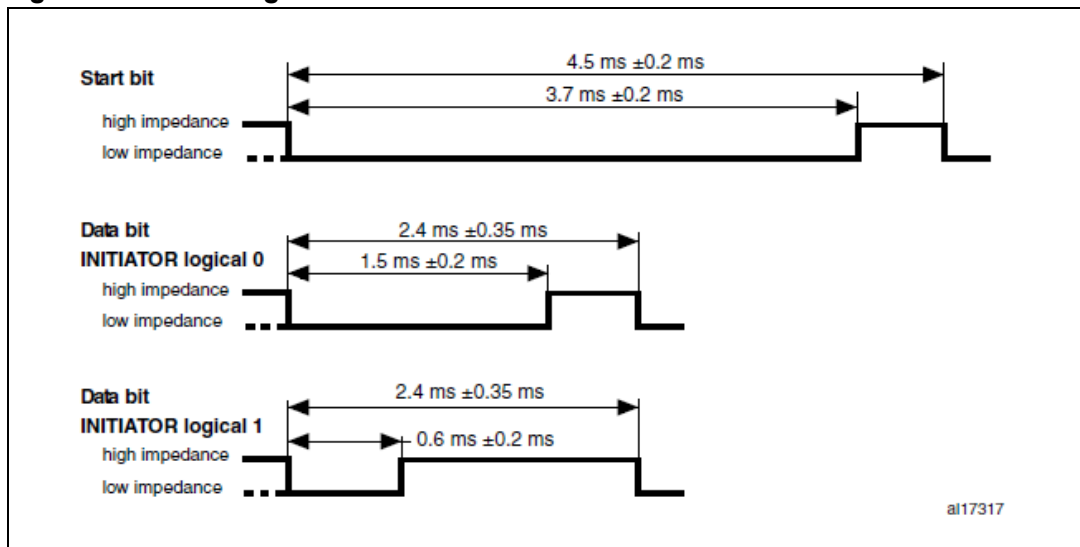 Start bit
4.5 ms ±0.2 ms
3.7 ms ±0.2 ms
high impedance
low impedance
Data bit
2.4 ms ±0.35 ms
INITIATOR logical 0
1.5 ms ±0.2 ms
high impedance
low impedance
Data bit
2.4 ms ±0.35 ms
INITIATOR logical 1
0.6 ms ±0.2 ms
high impedance
low impedance
ai17317